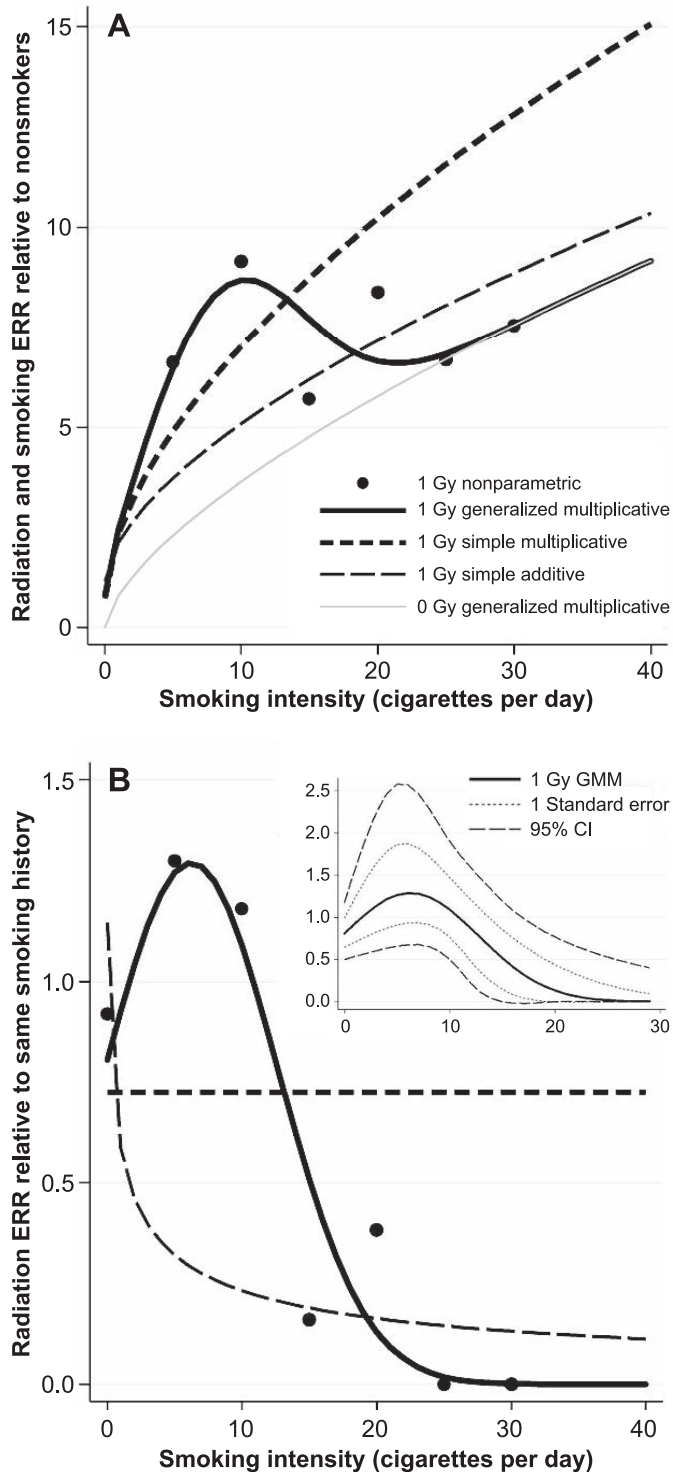 A
Radiation and smoking ERR relative to nonsmokers
15
10
5
0
1 Gy nonparametric
1 Gy generalized multiplicative
1 Gy simple multiplicative
1 Gy simple additive
0 Gy generalized multiplicative
0 10 20 30 40
Smoking intensity (cigarettes per day)
B
Radiation ERR relative to same smoking history
1.5
1.0
0.5
0.0
2.5
2.0
1.5
1.0
0.5
0.0
1 Gy GMM
1 Standard error
95% CI
0 10 20 30
0 10 20 30 40
Smoking intensity (cigarettes per day)